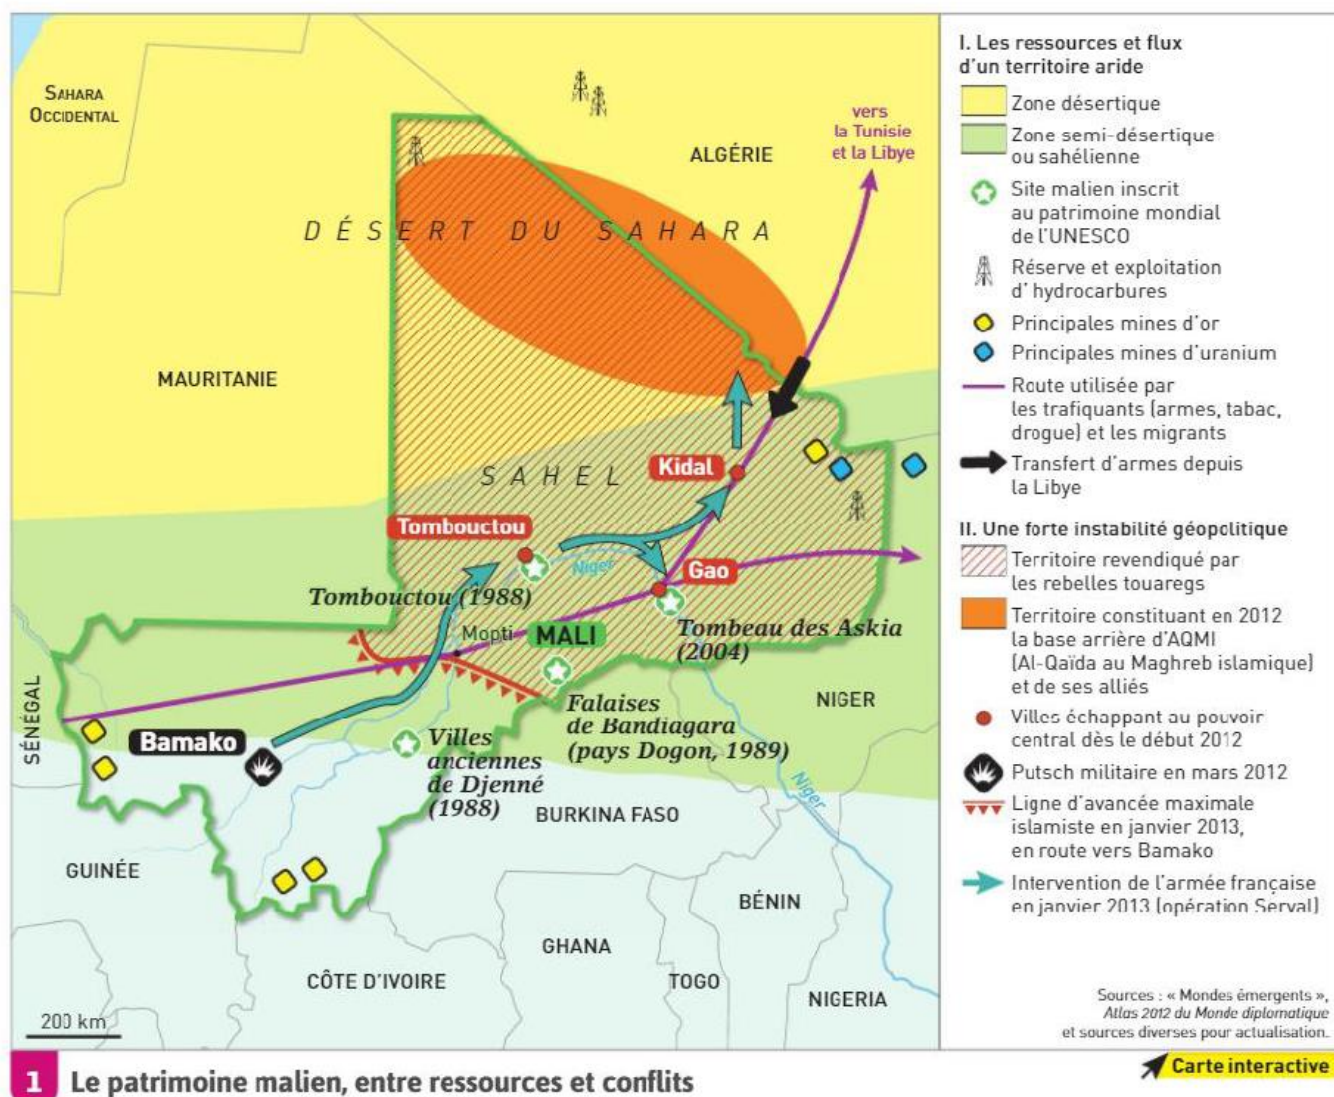 SAHARA
OCCIDENTAL
ALGÉRIE
vers
la Tunisie
et la Libye
DÉSERT DU SAHARA
MAURITANIE
SAHEL
Kidal
Tombouctou
Niger
Gao
Tombouctou (1988)
Mopti
MALI
Tombeau des Askia
(2004)
SÉNÉGAL
NIGER
Bamako
Falaises
de Bandiagara
(pays Dogon, 1989)
Villes
anciennes
de Djenné
(1988)
Niger
BURKINA FASO
GUINÉE
BÉNIN
GHANA
CÔTE D'IVOIRE
TOGO
NIGERIA
200 km
I. Les ressources et flux
d'un territoire aride
Zone désertique
Zone semi-désertique
ou sahélienne
Site malien inscrit
au patrimoine mondial
de l'UNESCO
Réserve et exploitation
d' hydrocarbures
Principales mines d'or
Principales mines d'uranium
Route utilisée par
les trafiquants (armes, tabac,
drogue) et les migrants
Transfert d'armes depuis
la Libye
II. Une forte instabilité géopolitique
Territoire revendiqué par
les rebelles touaregs
Territoire constituant en 2012
la base arrière d'AQMI
(Al-Qaïda au Maghreb islamique)
et de ses alliés
Villes échappant au pouvoir
central dès le début 2012
Putsch militaire en mars 2012
Ligne d'avancée maximale
islamiste en janvier 2013,
en route vers Bamako
Intervention de l'armée française
en janvier 2013 (opération Serval)
Sources : « Mondes émergents »,
Atlas 2012 du Monde diplomatique
et sources diverses pour actualisation.
Carte interactive
1 Le patrimoine malien, entre ressources et conflits